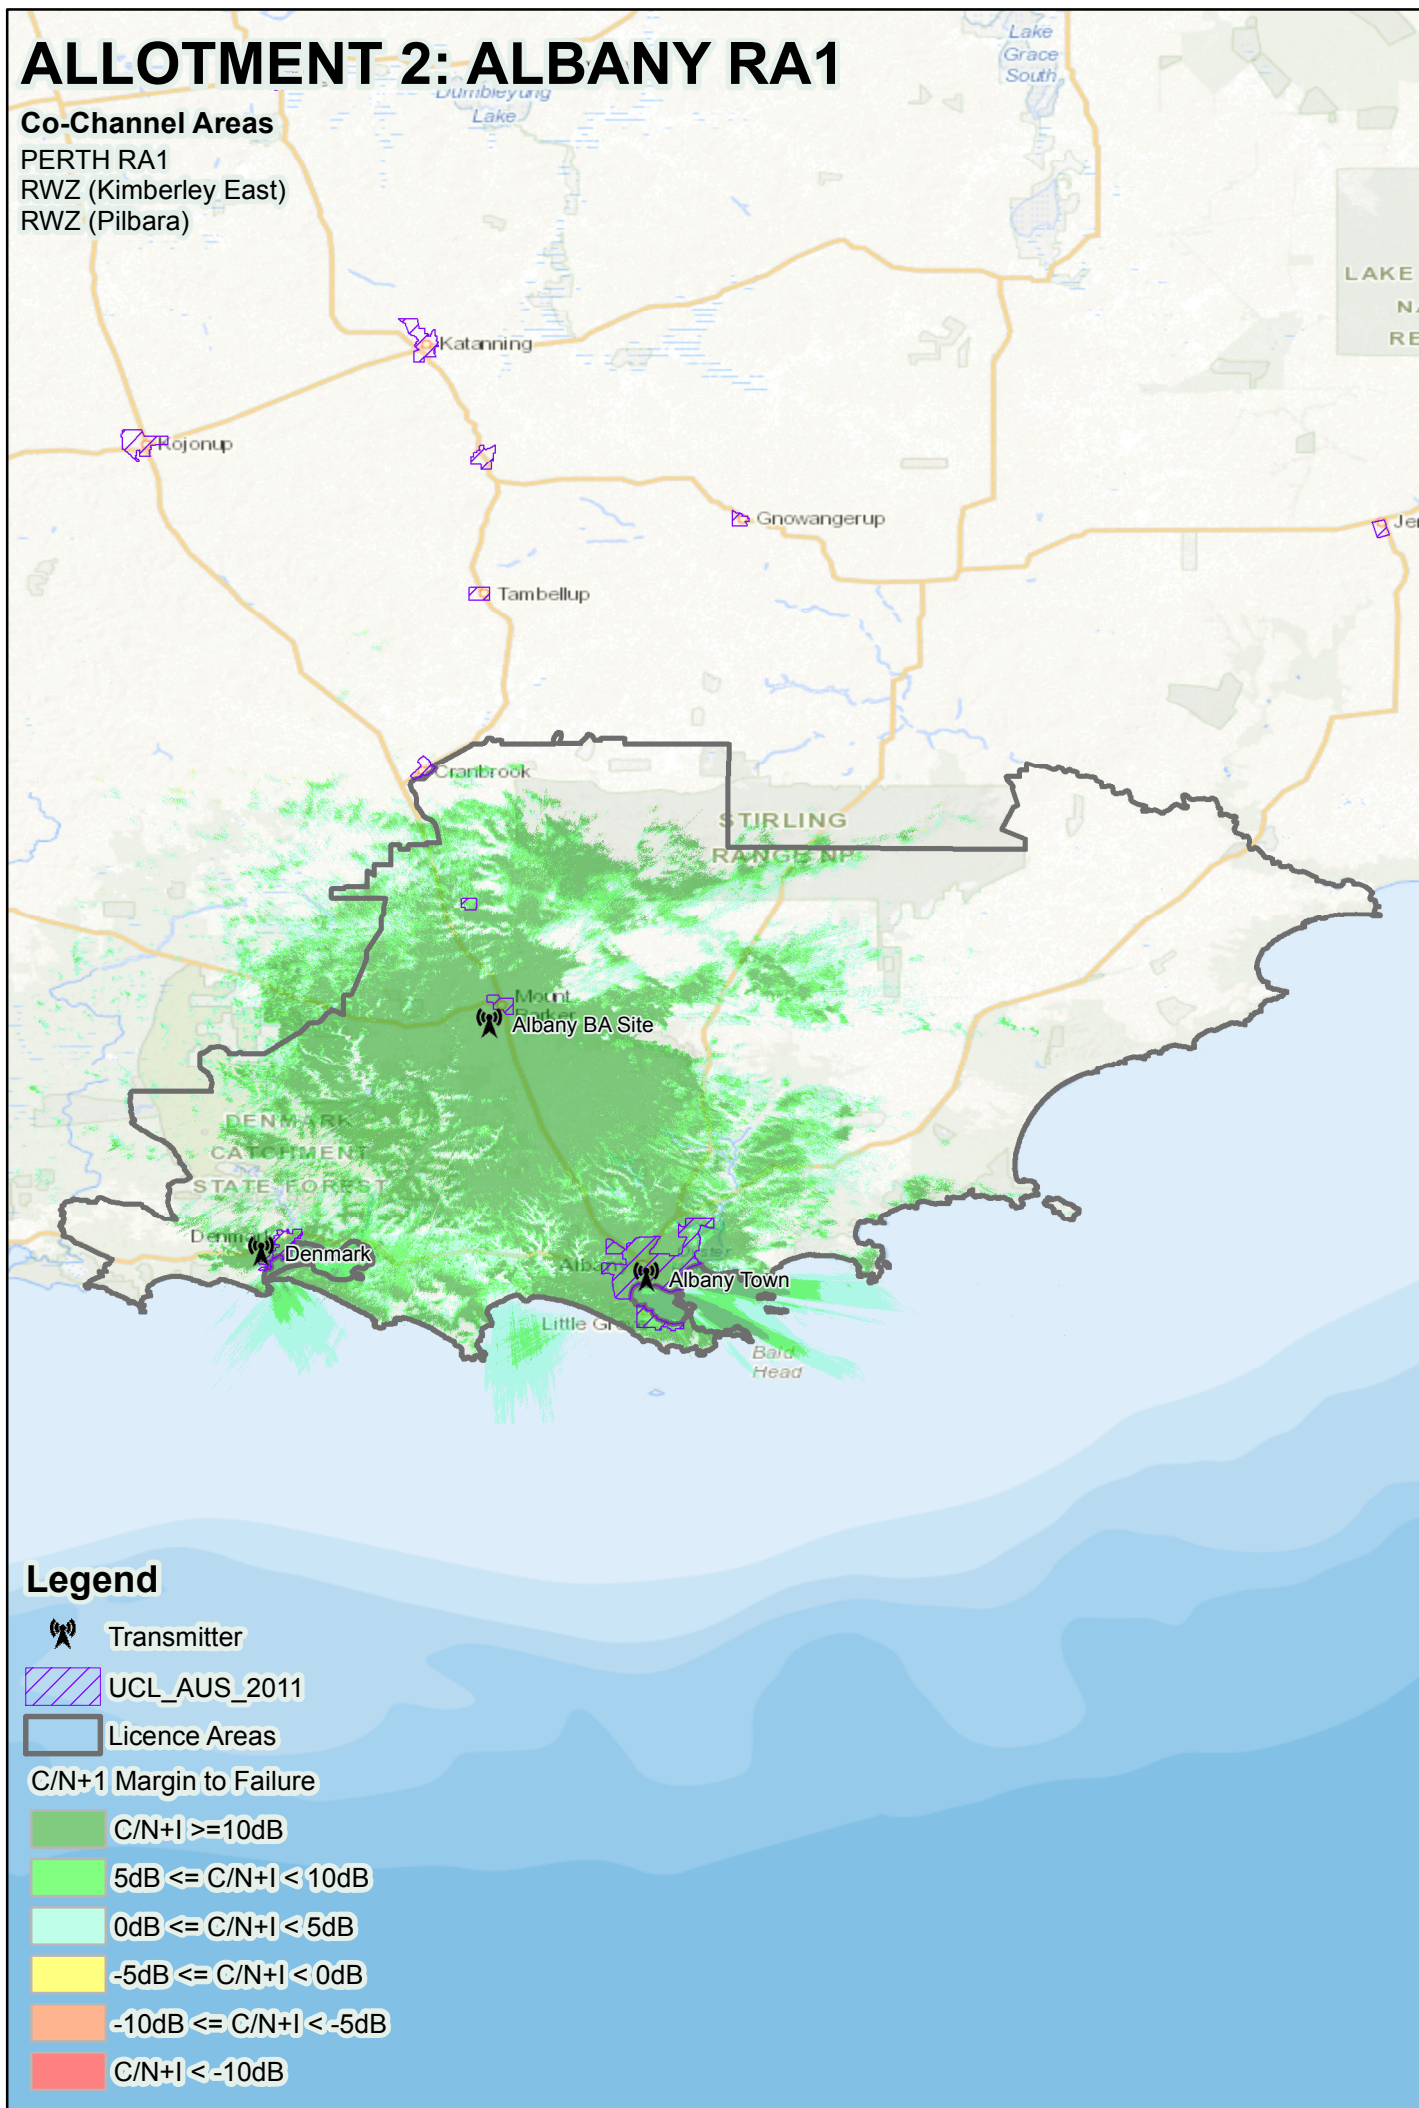 ALLOTMENT 2: ALBANY RA1
Co-Channel Areas
PERTH RA1
RWZ (Kimberley East)
RWZ (Pilbara)
Lake
Grace
South
Dumbleyung
Lake
LAKE
Katanning
Kojonup
Gnowangerup
Tambellup
Cranbrook
STIRLING
RANGE NP
Mount
Barker
Albany BA Site
DENMARK
CATCHMENT
STATE FOREST
Denmark
Denmark
Albany
Albany Town
Little
Bald
Head
Legend
Transmitter
UCL_AUS_2011
Licence Areas
C/N+1 Margin to Failure
C/N+I >=10dB
5dB <= C/N+I < 10dB
0dB <= C/N+I < 5dB
-5dB <= C/N+I < 0dB
-10dB <= C/N+I < -5dB
C/N+I < -10dB